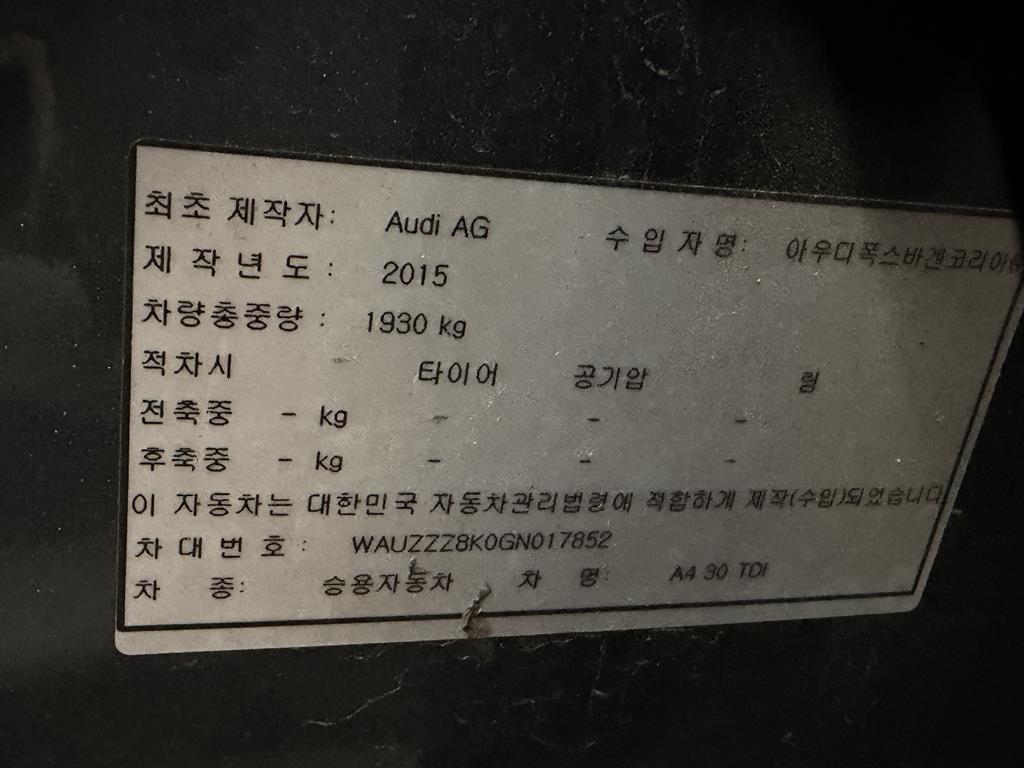 최초 제작자: Audi AG 수입자명: 아우디폭스바겐코리아
제작년도: 2015
차량총중량: 1930 kg
적차시 타이어 공기압 림
전축중 - kg - - -
후축중 - kg - - -
이 자동차는 대한민국 자동차관리법령에 적합하게 제작(수입)되었습니다
차대번호: WAUZZZ8K0GN017852
차 종: 승용자동차 차 명: A4 30 TDI